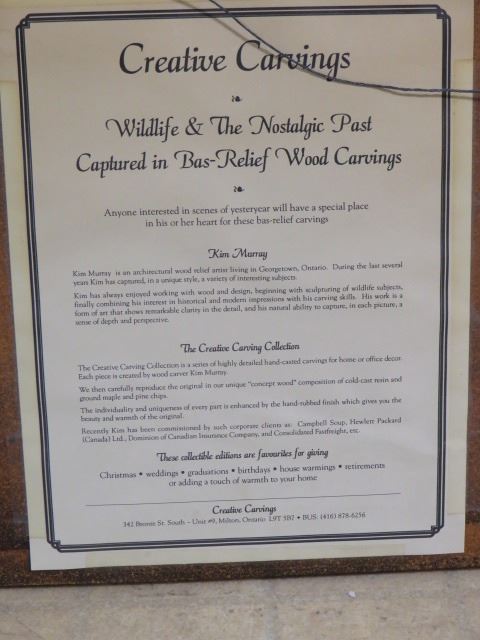 Creative Carvings
Wildlife & The Nostalgic Past
Captured in Bas-Relief Wood Carvings
Anyone interested in scenes of yesteryear will have a special place
in his or her heart for these bas-relief carvings
Kim Murray
Kim Murray is an architectural wood relief artist living in Georgetown, Ontario. During the last several
years Kim has captured, in a unique style, a variety of interesting subjects.
Kim has always enjoyed working with wood and design, beginning with sculpturing of wildlife subjects,
finally combining his interest in historical and modern impressions with his carving skills. His work is a
form of art that shows remarkable clarity in the detail, and his natural ability to capture, in each picture, a
sense of depth and perspective.
The Creative Carving Collection
The Creative Carving Collection is a series of highly detailed hand-casted carvings for home or office decor.
Each piece is created by wood carver Kim Murray.
We then carefully reproduce the original in our unique "concept wood" composition of cold-cast resin and
ground maple and pine chips.
The individuality and uniqueness of every part is enhanced by the hand-rubbed finish which gives you the
beauty and warmth of the original.
Recently Kim has been commissioned by such corporate clients as: Campbell Soup, Hewlett Packard
(Canada) Ltd., Dominion of Canadian Insurance Company, and Consolidated Fastfreight, etc.
These collectible editions are favourites for giving
Christmas • weddings • graduations • birthdays • house warmings • retirements
or adding a touch of warmth to your home
Creative Carvings
342 Bronte St. South – Unit #9, Milton, Ontario L9T 5B7 • BUS: (416) 878-6256